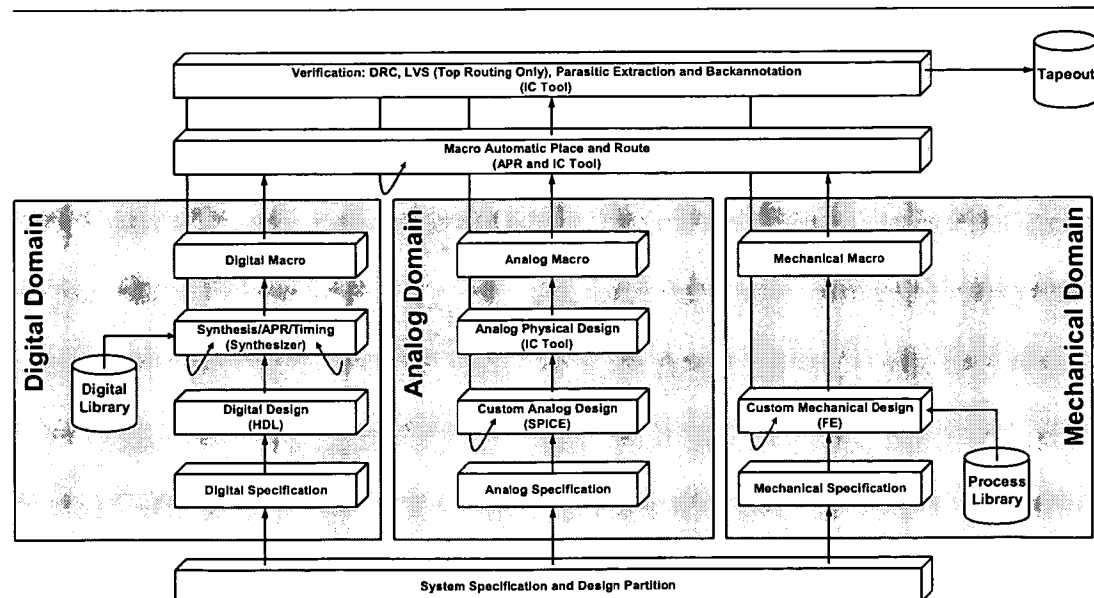 Verification: DRC, LVS (Top Routing Only), Parasitic Extraction and Backannotation
(IC Tool)
Tapeout
Macro Automatic Place and Route
(APR and IC Tool)
Digital Domain
Digital Macro
Synthesis/APR/Timing
(Synthesizer)
Digital
Library
Digital Design
(HDL)
Digital Specification
Analog Domain
Analog Macro
Analog Physical Design
(IC Tool)
Custom Analog Design
(SPICE)
Analog Specification
Mechanical Domain
Mechanical Macro
Custom Mechanical Design
(FE)
Mechanical Specification
Process
Library
System Specification and Design Partition